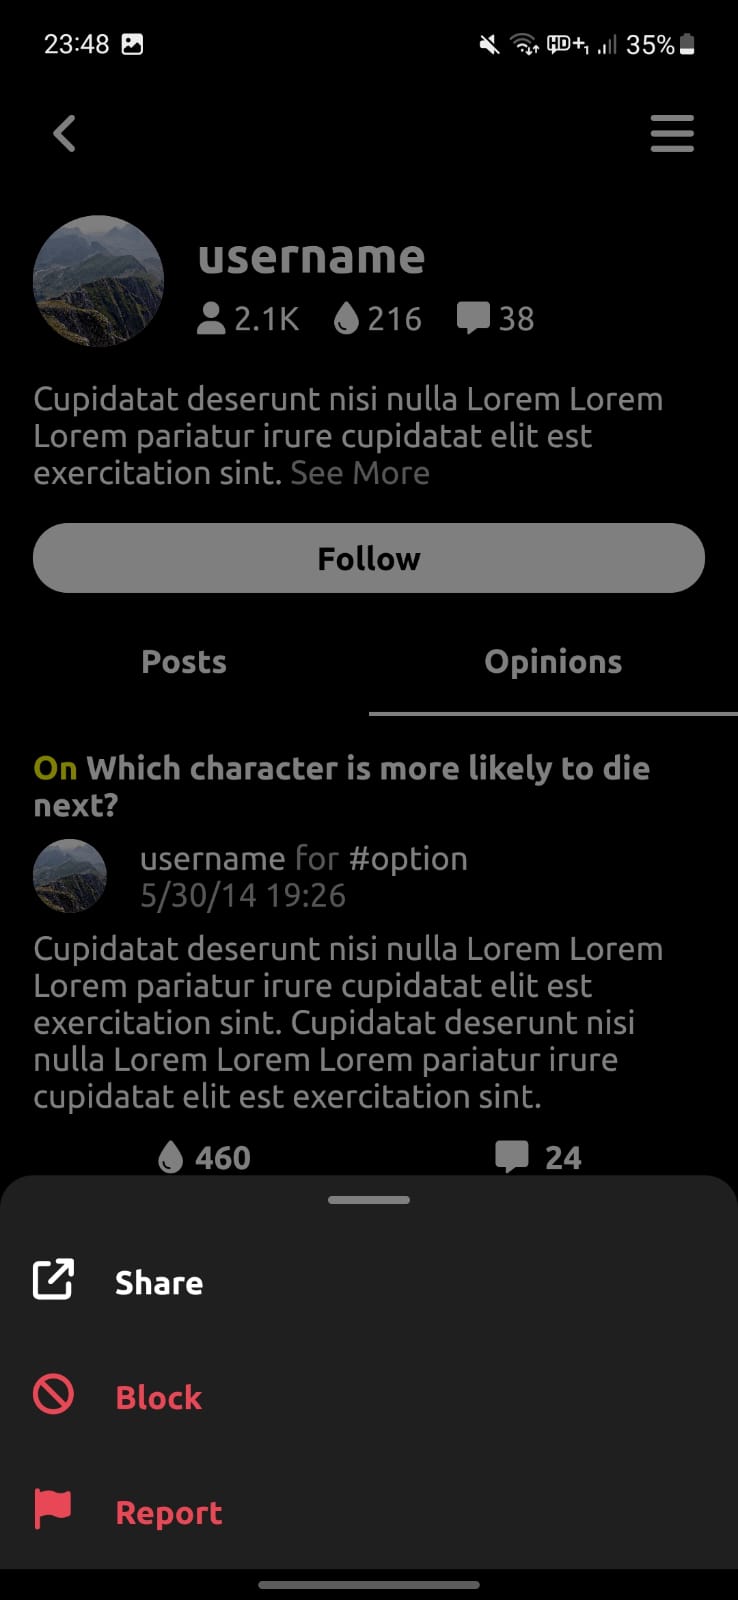 23:48 HD+1 35%
username
2.1K 216 38
Cupidatat deserunt nisi nulla Lorem Lorem
Lorem pariatur irure cupidatat elit est
exercitation sint. See More
Follow
Posts Opinions
On Which character is more likely to die
next?
username for #option
5/30/14 19:26
Cupidatat deserunt nisi nulla Lorem Lorem
Lorem pariatur irure cupidatat elit est
exercitation sint. Cupidatat deserunt nisi
nulla Lorem Lorem Lorem pariatur irure
cupidatat elit est exercitation sint.
460 24
Share
Block
Report